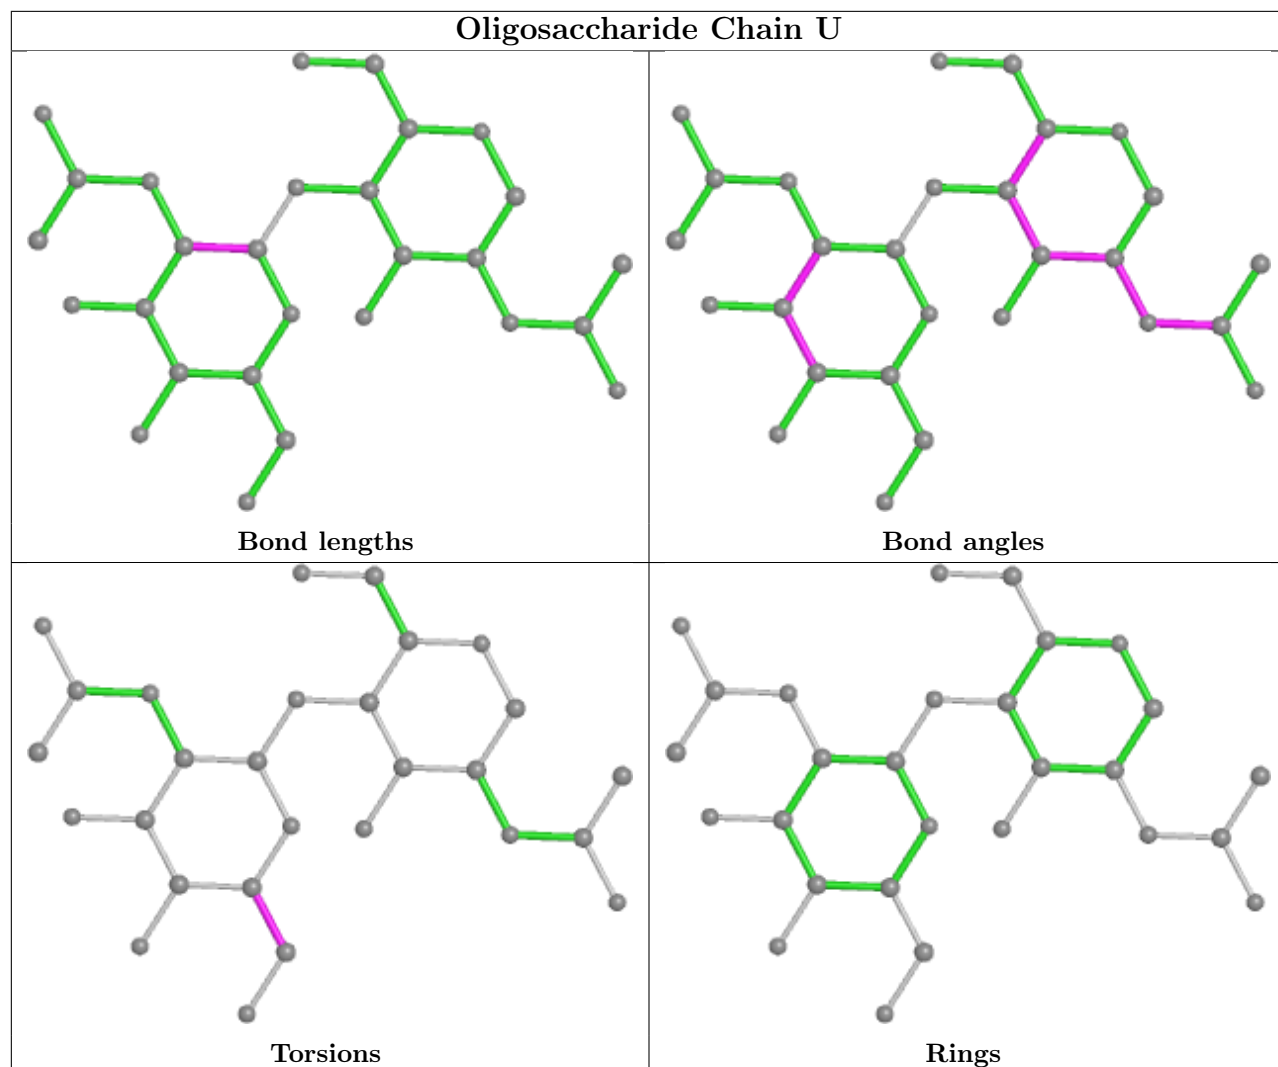 Oligosaccharide Chain U
Bond lengths
Bond angles
Torsions
Rings